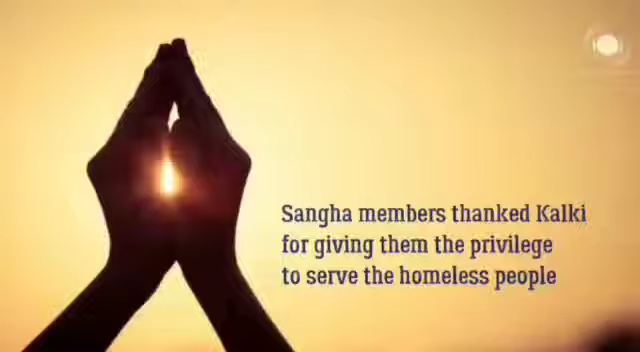 Sangha members thanked Kalki
for giving them the privilege
to serve the homeless people